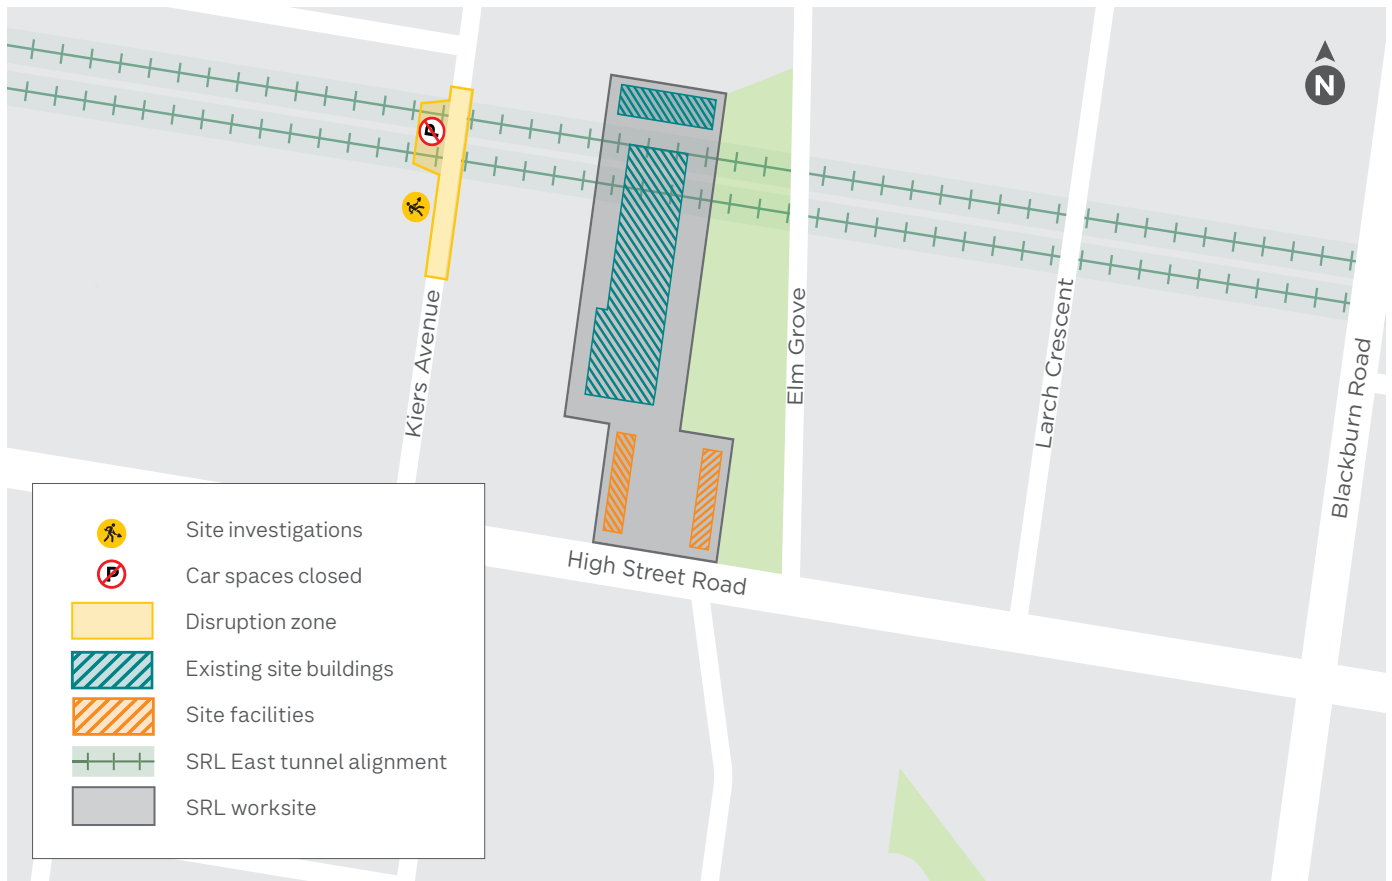 N
P
Kiers Avenue
Elm Grove
Larch Crescent
Blackburn Road
High Street Road
Site investigations
P
Car spaces closed
Disruption zone
Existing site buildings
Site facilities
SRL East tunnel alignment
SRL worksite